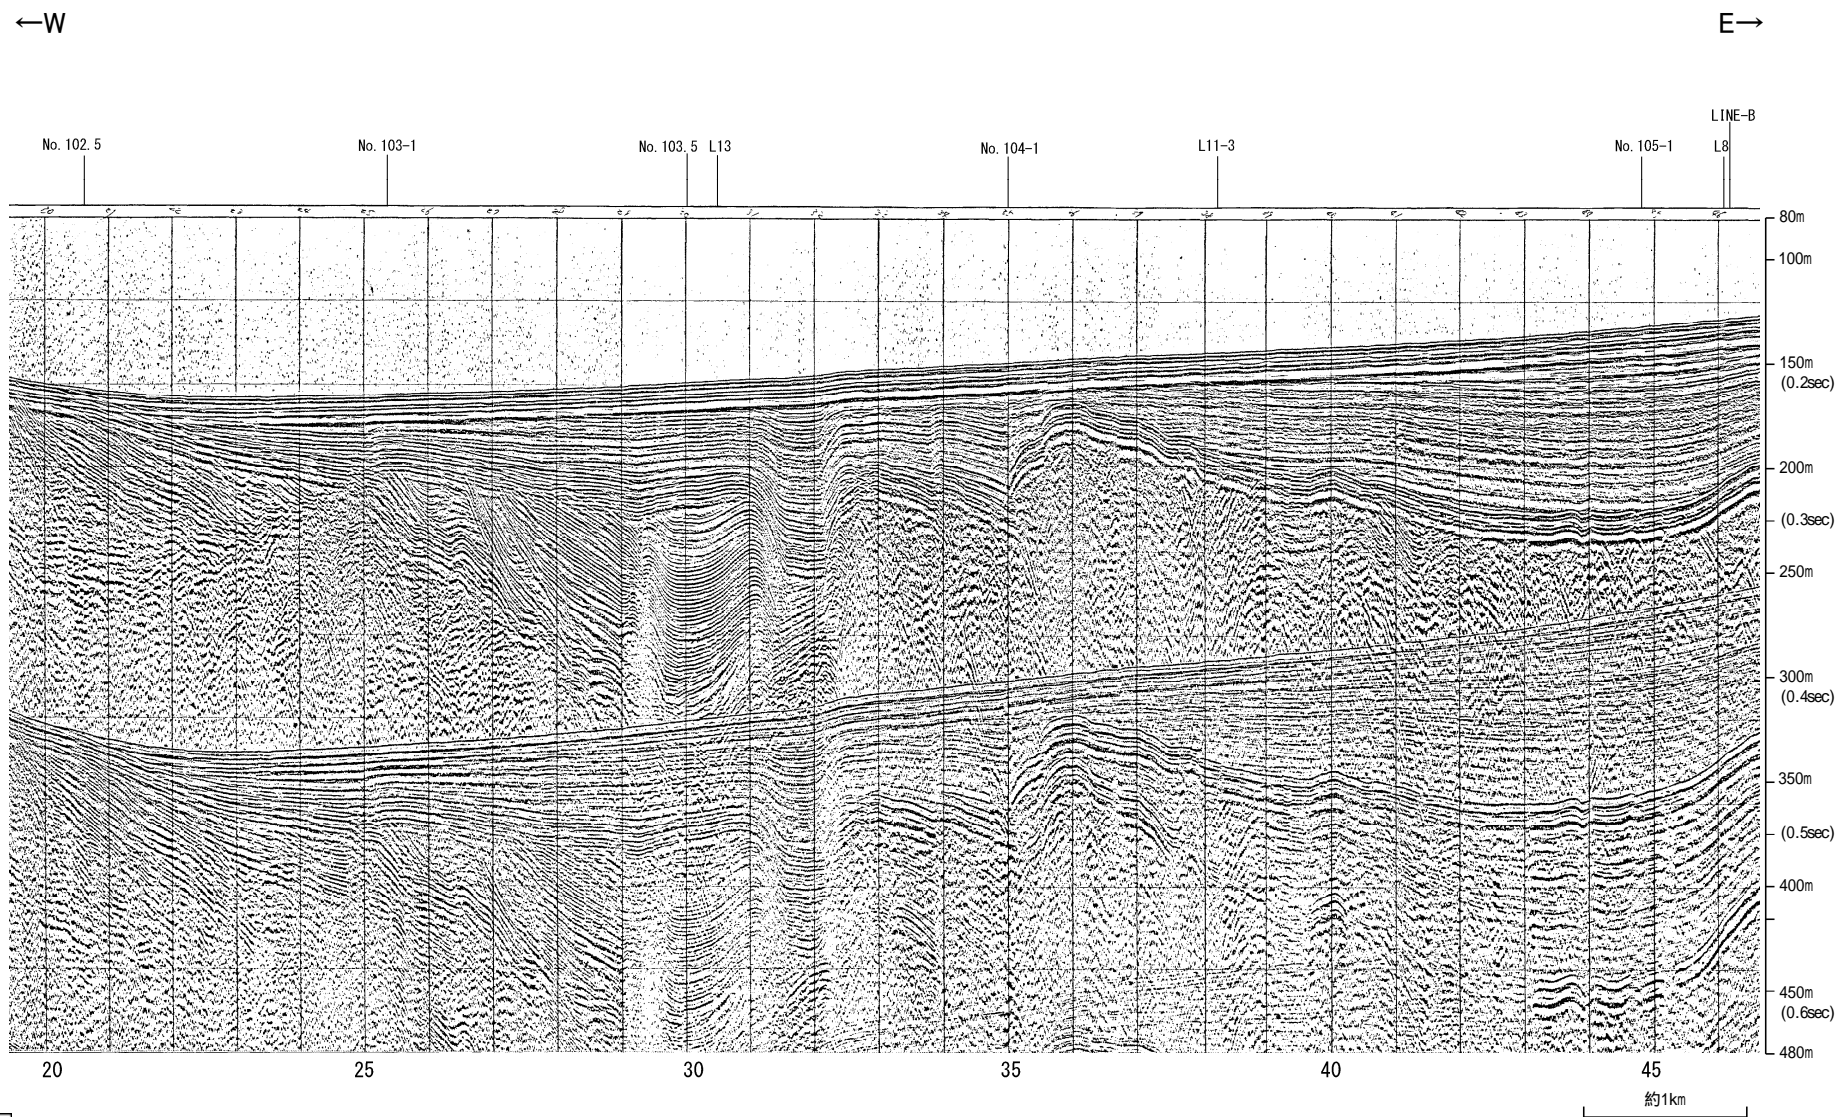 ←W
E→
LINE-B
No. 102.5
No. 103-1
No. 103.5
L13
No. 104-1
L11-3
No. 105-1
L8
80m
100m
150m
(0.2sec)
200m
(0.3sec)
250m
300m
(0.4sec)
350m
(0.5sec)
400m
450m
(0.6sec)
480m
20
25
30
35
40
45
約1km